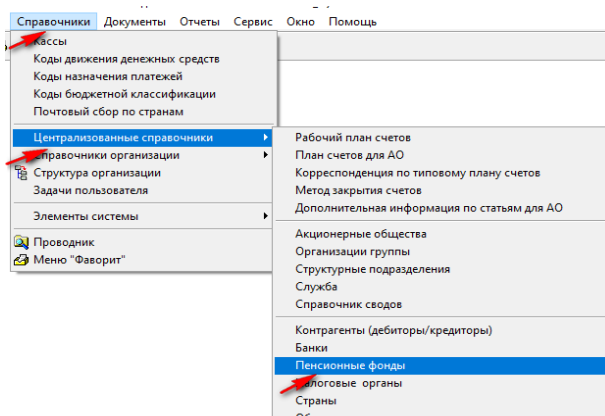 Справочники Документы Отчеты Сервис Окно Помощь
Кассы
Коды движения денежных средств
Коды назначения платежей
Коды бюджетной классификации
Почтовый сбор по странам
Централизованные справочники
Справочники организации
Структура организации
Задачи пользователя
Элементы системы
Проводник
Меню "Фаворит"
Рабочий план счетов
План счетов для АО
Корреспонденция по типовому плану счетов
Метод закрытия счетов
Дополнительная информация по статьям для АО
Акционерные общества
Организации группы
Структурные подразделения
Служба
Справочник сводов
Контрагенты (дебиторы/кредиторы)
Банки
Пенсионные фонды
Налоговые органы
Страны